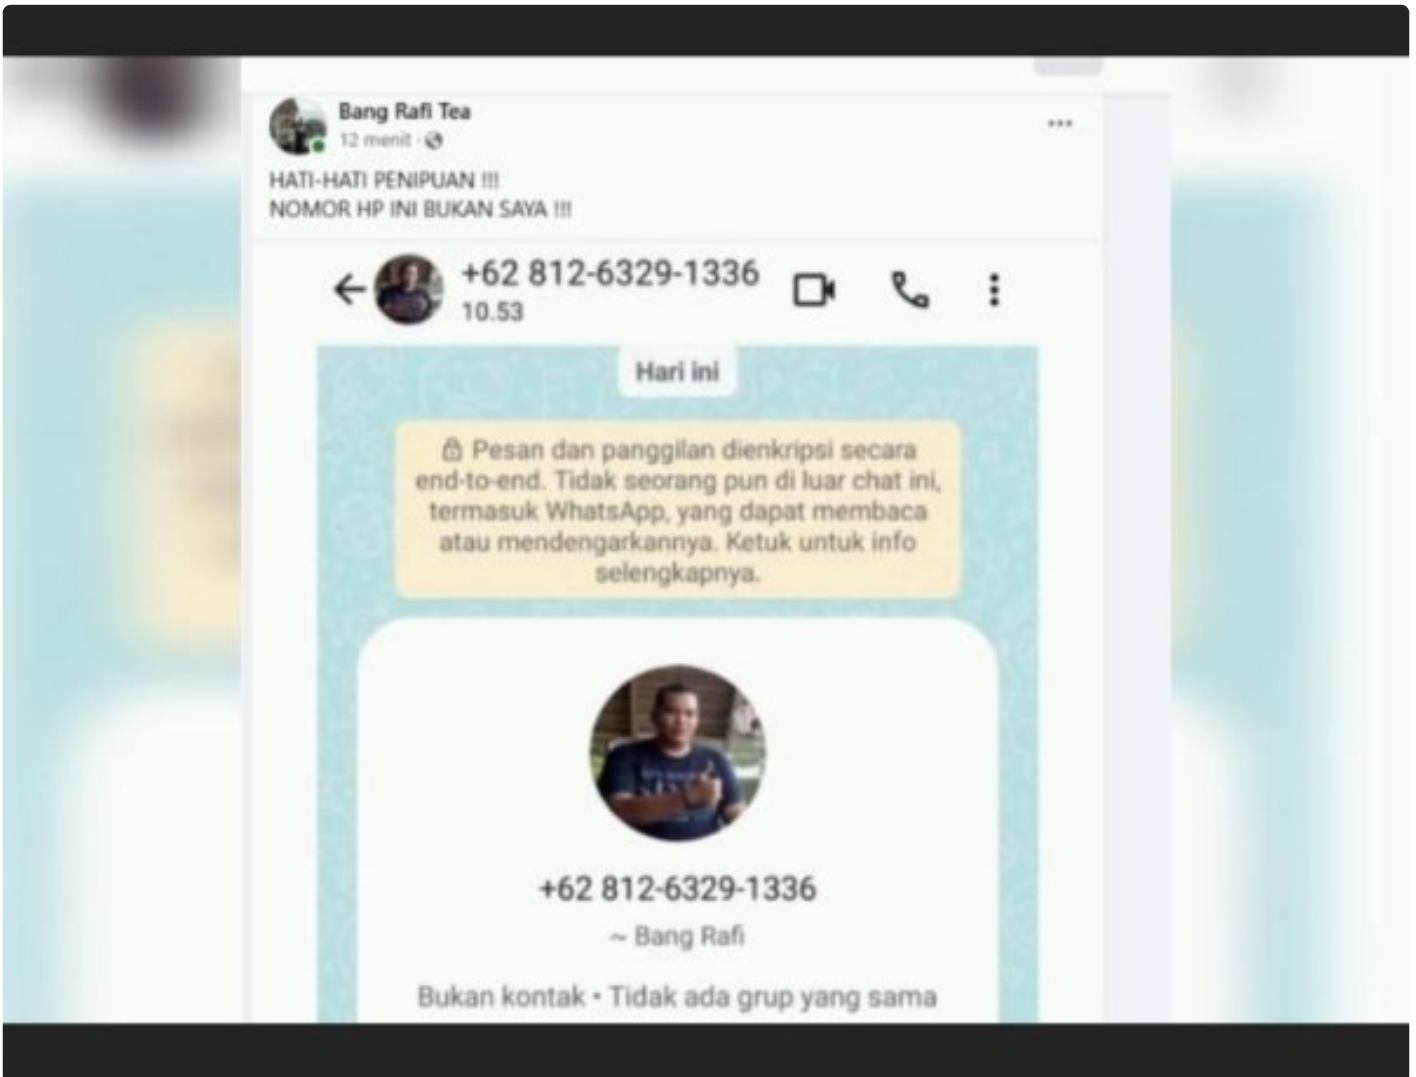 Bang Rafi Tea
12 menit ·
HATI-HATI PENIPUAN !!!
NOMOR HP INI BUKAN SAYA !!!
+62 812-6329-1336
10.53
Hari ini
Pesan dan panggilan dienkripsi secara
end-to-end. Tidak seorang pun di luar chat ini,
termasuk WhatsApp, yang dapat membaca
atau mendengarkannya. Ketuk untuk info
selengkapnya.
+62 812-6329-1336
~ Bang Rafi
Bukan kontak • Tidak ada grup yang sama